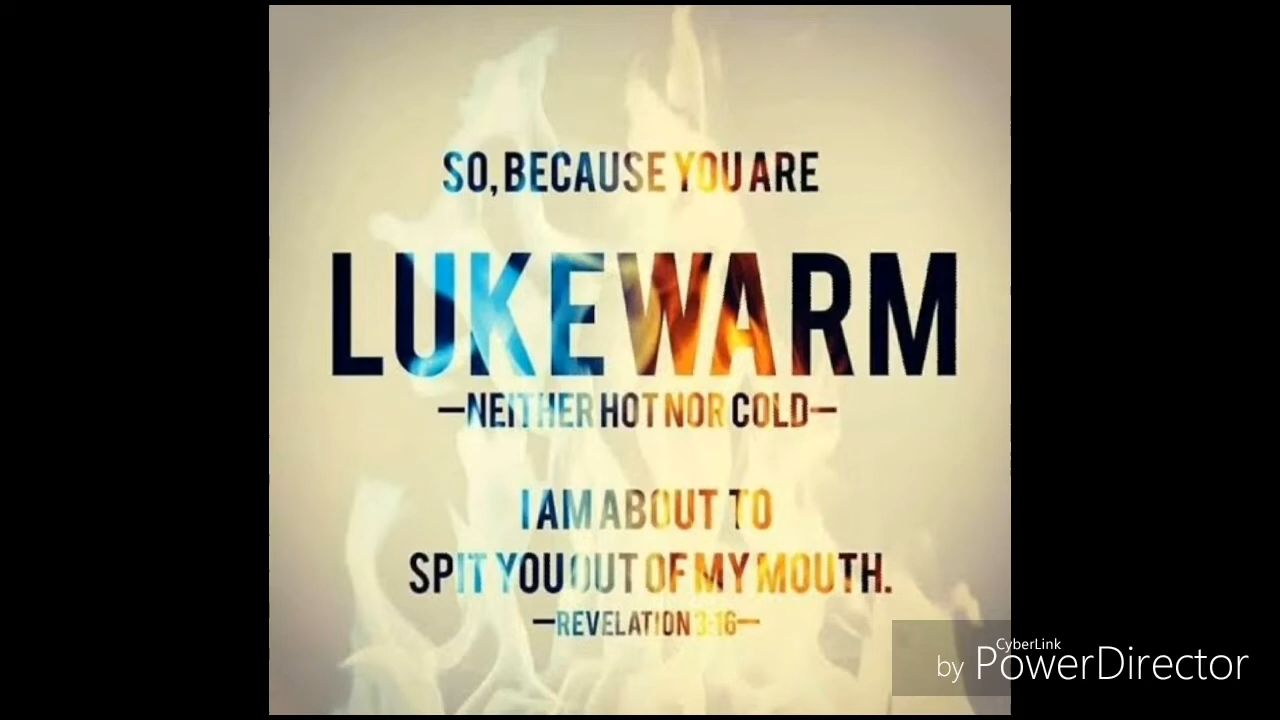 SO, BECAUSE YOU ARE
LUKEWARM
—NEITHER HOT NOR COLD—
I AM ABOUT TO
SPIT YOU OUT OF MY MOUTH.
—REVELATION 3:16—
CyberLink
by PowerDirector